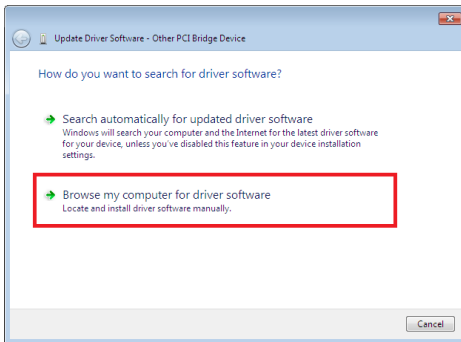 Update Driver Software - Other PCI Bridge Device
How do you want to search for driver software?
Search automatically for updated driver software
Windows will search your computer and the Internet for the latest driver software
for your device, unless you've disabled this feature in your device installation
settings.
Browse my computer for driver software
Locate and install driver software manually.
Cancel